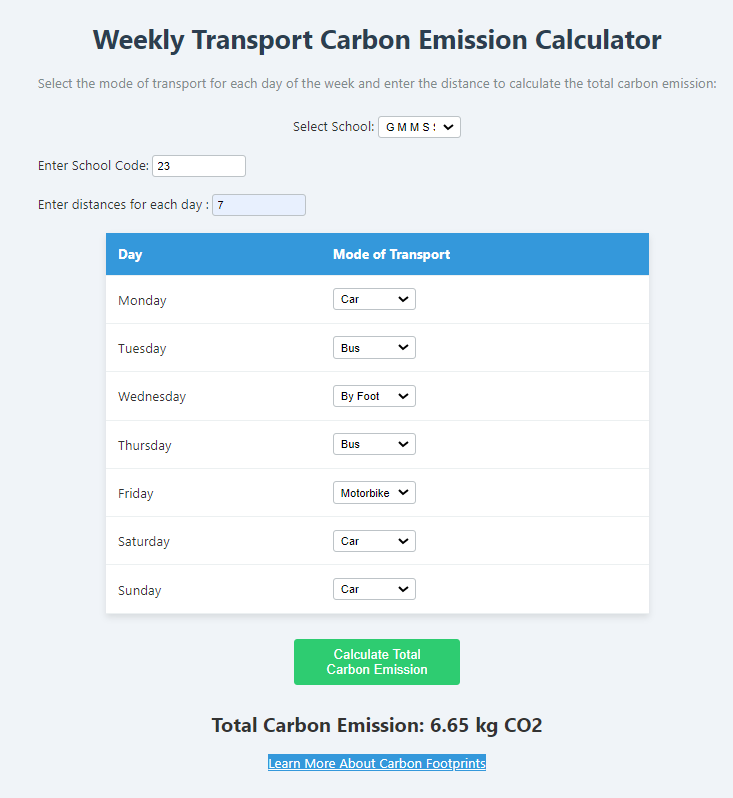 Weekly Transport Carbon Emission Calculator
Select the mode of transport for each day of the week and enter the distance to calculate the total carbon emission:
Select School: G M M S
Enter School Code: 23
Enter distances for each day : 7
Day Mode of Transport
Monday Car
Tuesday Bus
Wednesday By Foot
Thursday Bus
Friday Motorbike
Saturday Car
Sunday Car
Calculate Total
Carbon Emission
Total Carbon Emission: 6.65 kg CO2
Learn More About Carbon Footprints